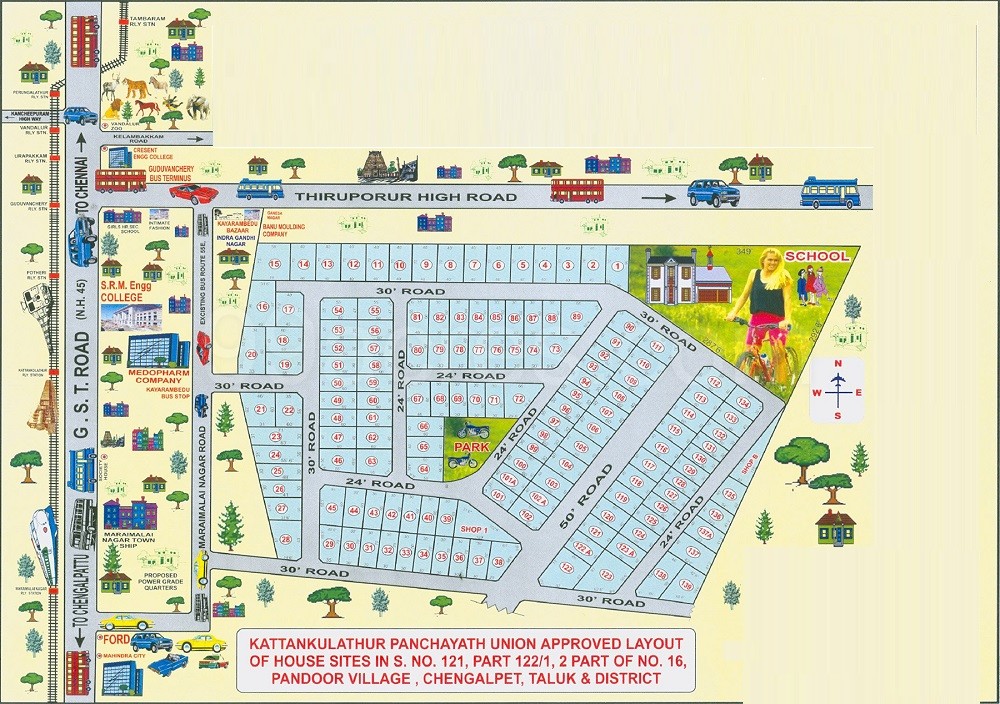 TAMBARAM
RLY STN
PERUNGALATHUR
RLY STN
KANCHEEPURAM
HIGH WAY
VANDALUR
RLY STN.
VANDALUR
ZOO
KELAMBAKKAM
ROAD
URAPAKKAM
RLY STN.
CRESENT
ENGG COLLEGE
GUDUVANCHERY
BUS TERMINUS
GUDUVANCHERY
RLY STN.
TO CHENNAI
THIRUPORUR HIGH ROAD
GIRLS HR.SEC
SCHOOL
INTIMATE
FASHION
KAYARAMBEDU
BAZAAR
INDRA GANDHI
NAGAR
GANESH
NAGAR
BANU MOULDING
COMPANY
EXISTING BUS ROUTE 55E,
POTHERI
RLY STN
S.R.M. Engg
COLLEGE
G. S. T. ROAD (N.H. 45)
MEDOPHARM
COMPANY
KAYARAMBEDU
BUS STOP
KATTANKULATHUR
RLY STATION
SOCIETY
HOUSE
MARAIMALAI NAGAR ROAD
MARAIMALAI
NAGAR TOWN
SHIP
PROPOSED
POWER GRADE
QUARTERS
MARAIMALAI NAGAR
RLY STATION
TO CHENGALPATTU
FORD
MAHINDRA CITY
15 14 13 12 11 10 9 8 7 6 5 4 3 2 1
349
SCHOOL
30' ROAD
30' ROAD
16 17
18
20 19
54 55
53 56
52 57
51 58
50 59
49 60
48 61
47 62
46 63
81 82 83 84 85 86 87 88 89
80 79 78 77 76 75 74 73
24' ROAD
24' ROAD
67 68 69 70 71 72
66
65
64
PARK
30' ROAD
21 22
23
24
25
26
27
28
30' ROAD
24' ROAD
45 44 43 42 41 40 39
SHOP 1
29 30 31 32 33 34 35 36 37 38
30' ROAD
24' ROAD
90 111
91
92
93 110
94 109
95 108
96 107
97 106
98 105
99
100 104
101A 103
101 102 A
102
50' ROAD
112
113 134
114 133
115 132
116 131
130
117 129
118 128
119 127
120 126
121 125
124
122 A 123 A
122 123
24' ROAD
SHOP B
135
136
137A
137
138 139
30' ROAD
N
W E
S
KATTANKULATHUR PANCHAYATH UNION APPROVED LAYOUT
OF HOUSE SITES IN S. NO. 121, PART 122/1, 2 PART OF NO. 16,
PANDOOR VILLAGE , CHENGALPET, TALUK & DISTRICT